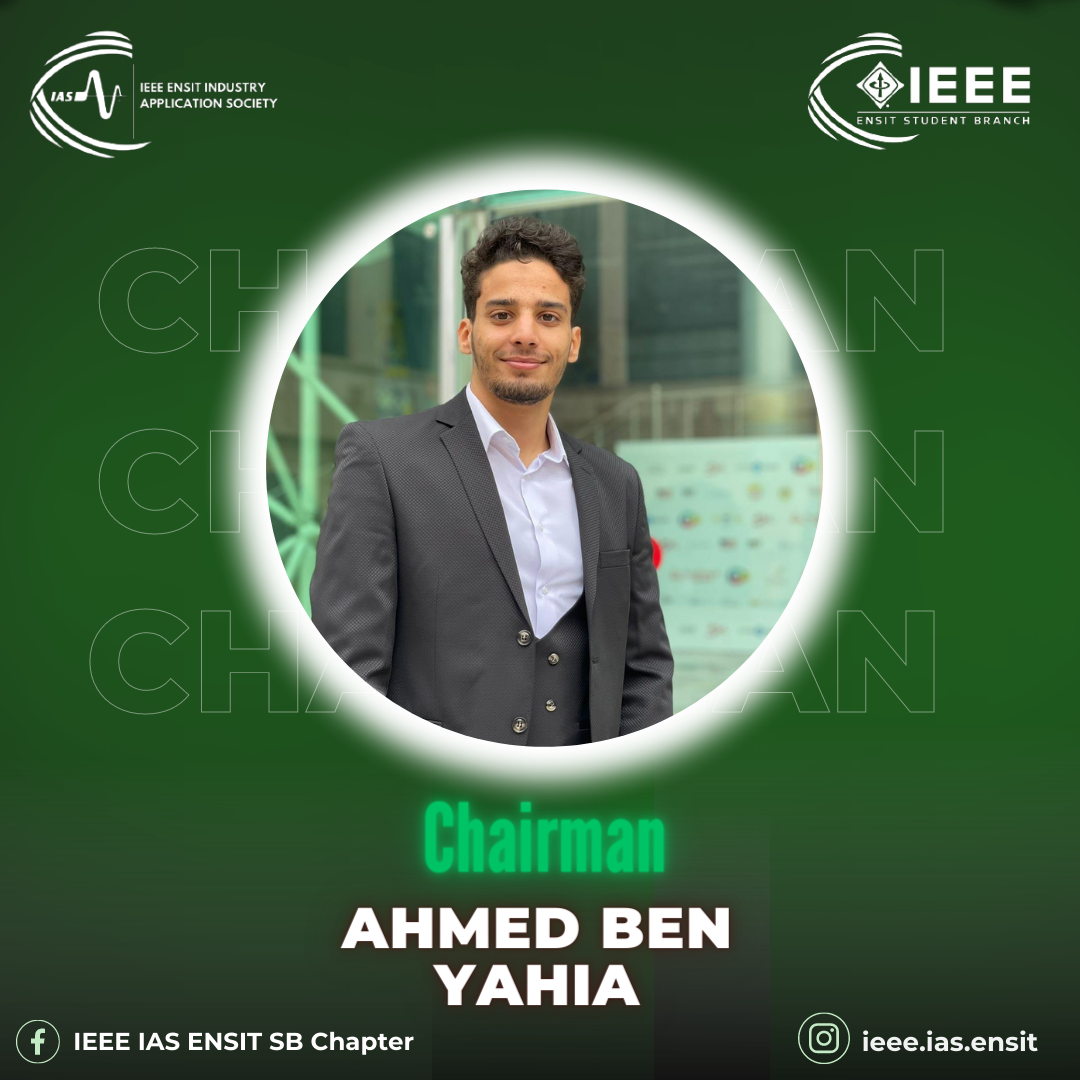 IAS
IEEE ENSIT INDUSTRY
APPLICATION SOCIETY
IEEE
ENSIT STUDENT BRANCH
Chairman
AHMED BEN
YAHIA
IEEE IAS ENSIT SB Chapter
ieee.ias.ensit